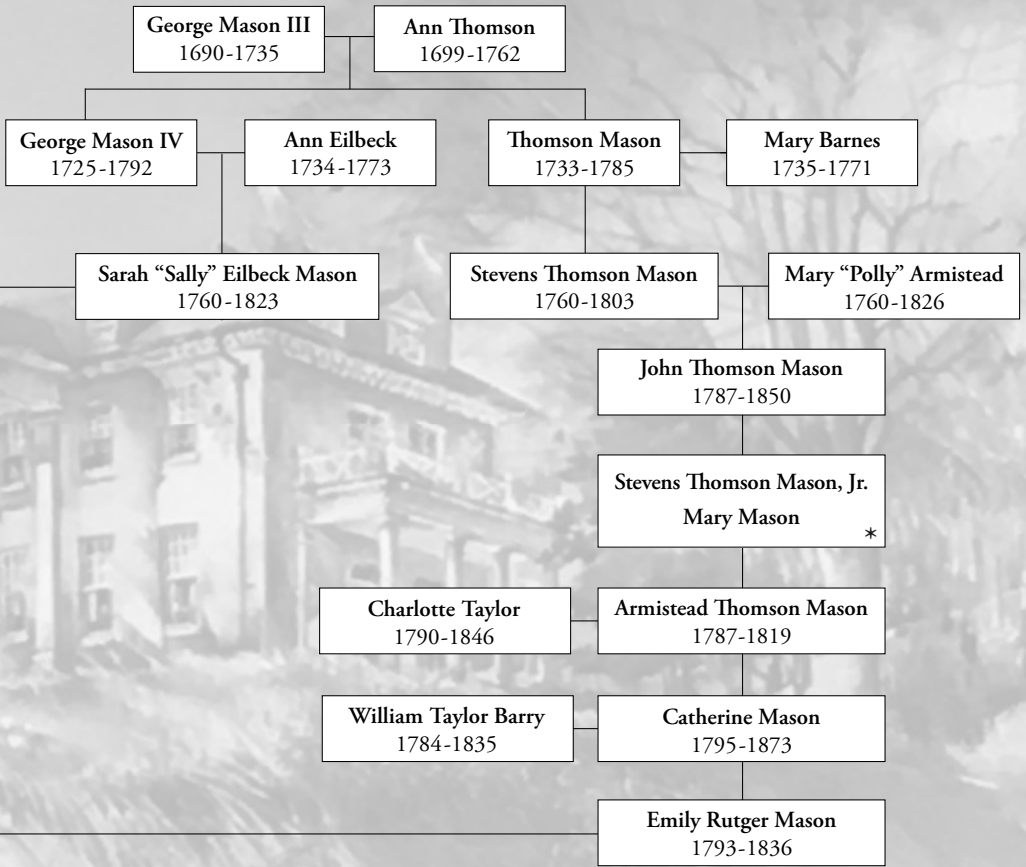 George Mason III
1690-1735
Ann Thomson
1699-1762
George Mason IV
1725-1792
Ann Eilbeck
1734-1773
Thomson Mason
1733-1785
Mary Barnes
1735-1771
Sarah “Sally” Eilbeck Mason
1760-1823
Stevens Thomson Mason
1760-1803
Mary “Polly” Armistead
1760-1826
John Thomson Mason
1787-1850
Stevens Thomson Mason, Jr.
Mary Mason
*
Charlotte Taylor
1790-1846
Armistead Thomson Mason
1787-1819
William Taylor Barry
1784-1835
Catherine Mason
1795-1873
Emily Rutger Mason
1793-1836